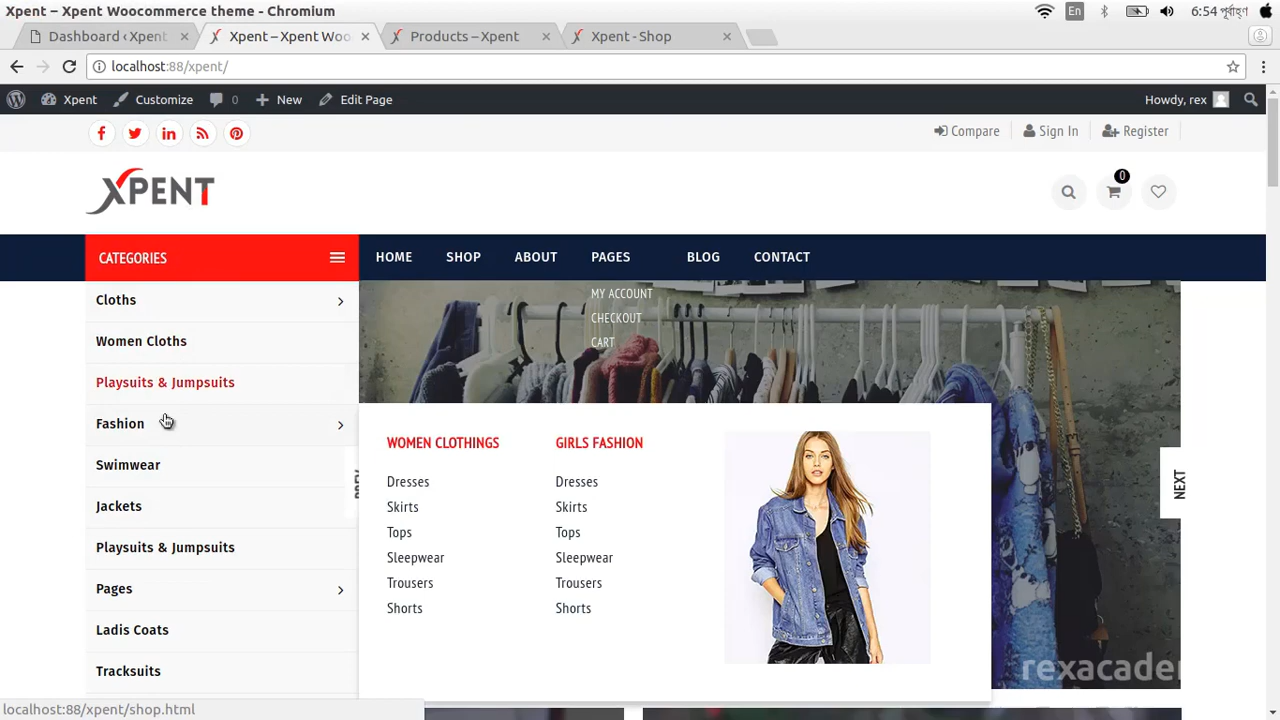 Xpent – Xpent Woocommerce theme - Chromium
En
6:54 পূর্বাহ্ণ
Dashboard ‹ Xpent
Xpent – Xpent Woo
Products – Xpent
Xpent - Shop
localhost:88/xpent/
Xpent
Customize
0
New
Edit Page
Howdy, rex
Compare
Sign In
Register
XPENT
0
CATEGORIES
HOME
SHOP
ABOUT
PAGES
BLOG
CONTACT
MY ACCOUNT
CHECKOUT
CART
Cloths
Women Cloths
Playsuits & Jumpsuits
Fashion
Swimwear
Jackets
Playsuits & Jumpsuits
Pages
Ladis Coats
Tracksuits
WOMEN CLOTHINGS
Dresses
Skirts
Tops
Sleepwear
Trousers
Shorts
GIRLS FASHION
Dresses
Skirts
Tops
Sleepwear
Trousers
Shorts
NEXT
rexacade
localhost:88/xpent/shop.html